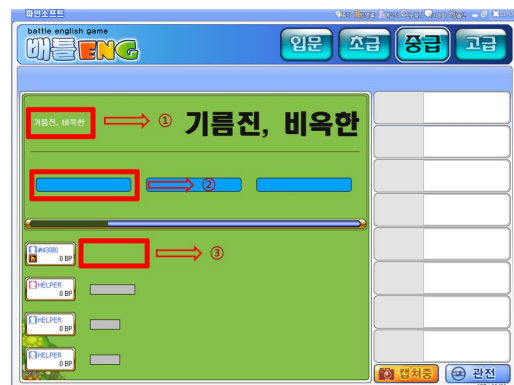 파인소프트
battle english game
배틀ENG
입문 초급 중급 고급
기름진, 비옥한
① 기름진, 비옥한
②
③
#43080
0 BP
HELPER
0 BP
HELPER
0 BP
HELPER
0 BP
캡쳐중 관전